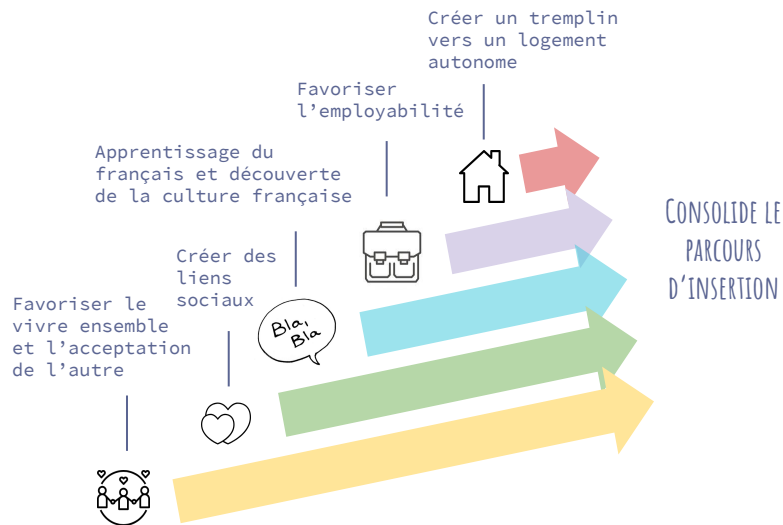 Créer un tremplin
vers un logement
autonome
Favoriser
l'employabilité
Apprentissage du
français et découverte
de la culture française
Créer des
liens
sociaux
Favoriser le
vivre ensemble
et l'acceptation
de l'autre
Bla,
Bla
CONSOLIDE LE
PARCOURS
D'INSERTION